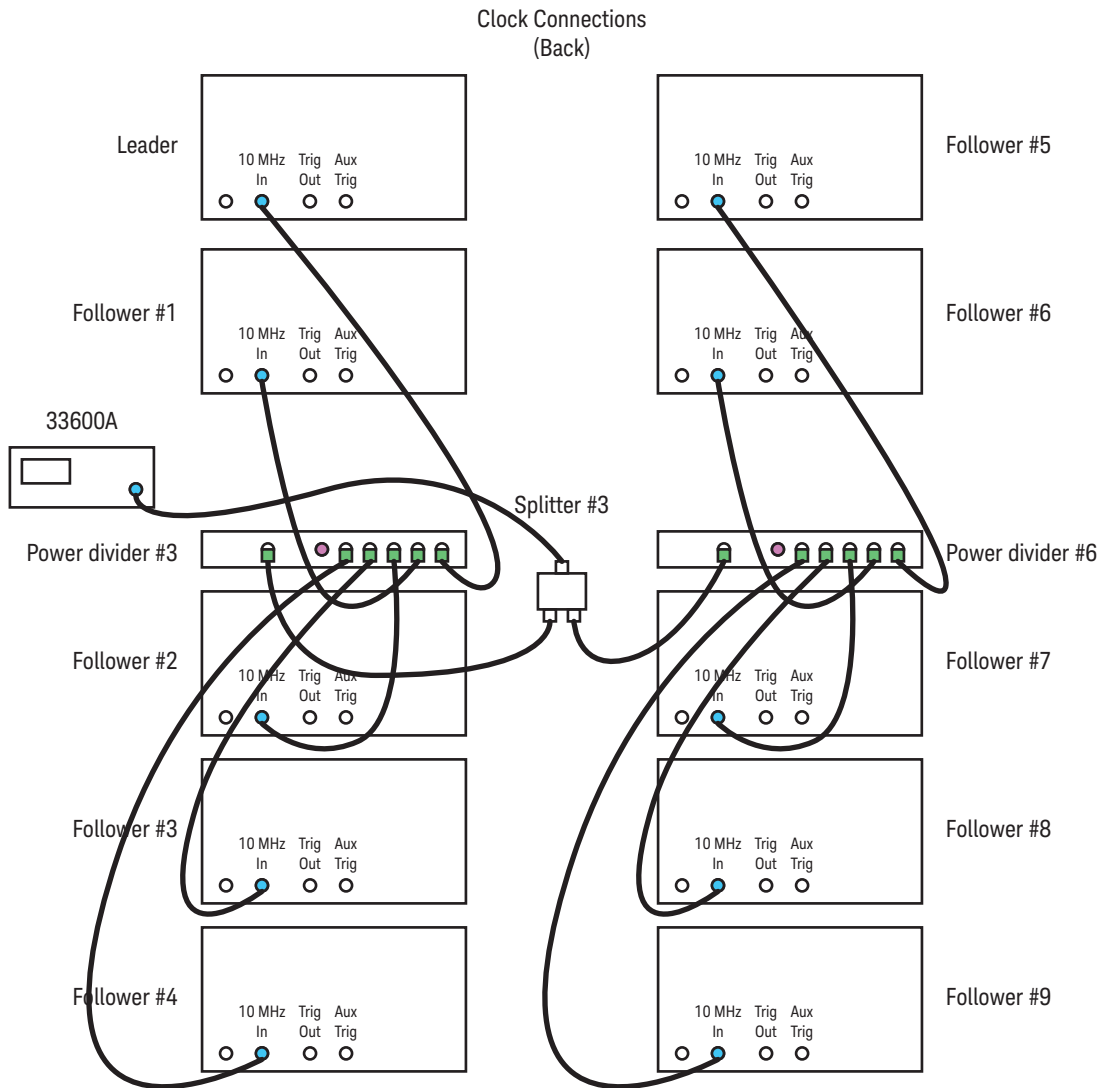 Clock Connections
(Back)
Leader
10 MHz Trig Aux
In Out Trig
Follower #5
10 MHz Trig Aux
In Out Trig
Follower #1
10 MHz Trig Aux
In Out Trig
Follower #6
10 MHz Trig Aux
In Out Trig
33600A
Splitter #3
Power divider #3
Power divider #6
Follower #2
10 MHz Trig Aux
In Out Trig
Follower #7
10 MHz Trig Aux
In Out Trig
Follower #3
10 MHz Trig Aux
In Out Trig
Follower #8
10 MHz Trig Aux
In Out Trig
Follower #4
10 MHz Trig Aux
In Out Trig
Follower #9
10 MHz Trig Aux
In Out Trig